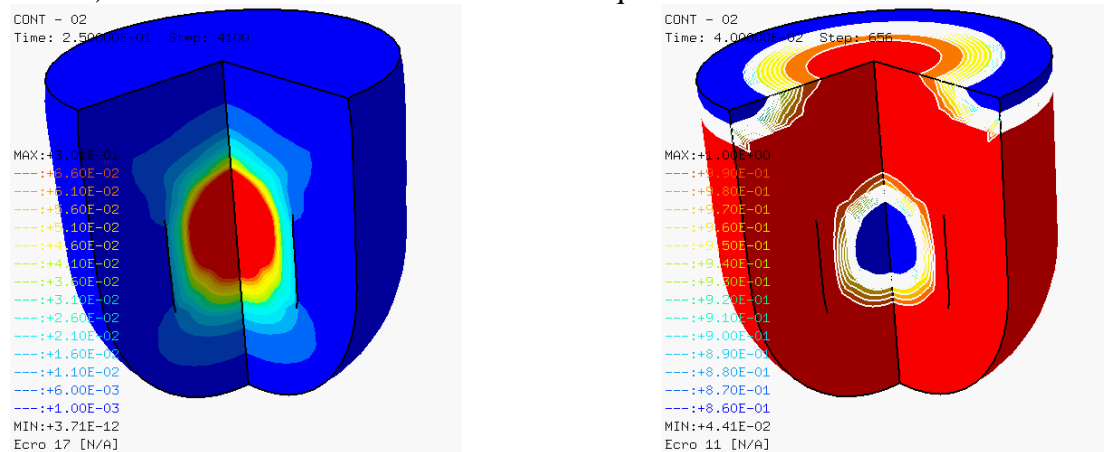 CONT - 02
Time: 2.50000E-01 Step: 4100
MAX:+3.01E-01
---:+6.60E-02
---:+6.10E-02
---:+5.60E-02
---:+5.10E-02
---:+4.60E-02
---:+4.10E-02
---:+3.60E-02
---:+3.10E-02
---:+2.60E-02
---:+2.10E-02
---:+1.60E-02
---:+1.10E-02
---:+6.00E-03
---:+1.00E-03
MIN:+3.71E-12
Ecro 17 [N/A]
CONT - 02
Time: 4.00000E-02 Step: 656
MAX:+1.00E+00
---:+9.90E-01
---:+9.80E-01
---:+9.70E-01
---:+9.60E-01
---:+9.50E-01
---:+9.40E-01
---:+9.30E-01
---:+9.20E-01
---:+9.10E-01
---:+9.00E-01
---:+8.90E-01
---:+8.80E-01
---:+8.70E-01
---:+8.60E-01
MIN:+4.41E-02
Ecro 11 [N/A]